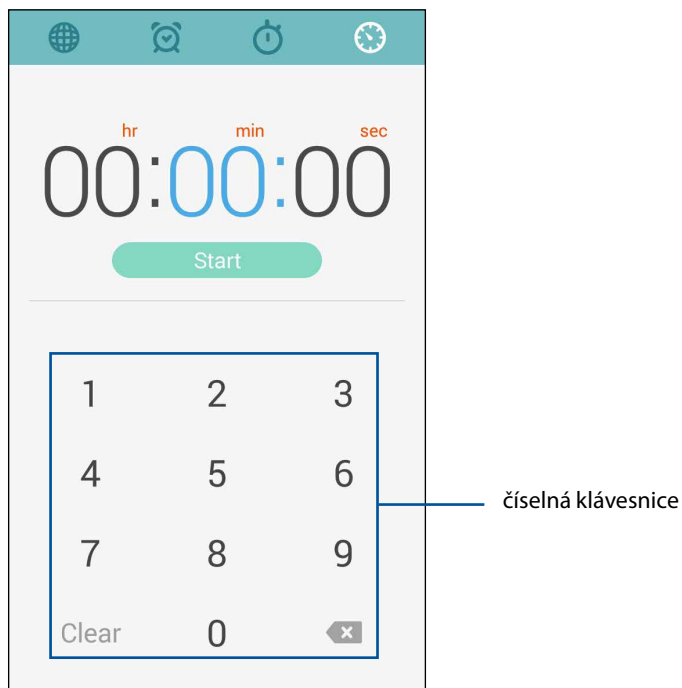 hr min sec
00:00:00
Start
1 2 3
4 5 6
číselná klávesnice
7 8 9
Clear 0